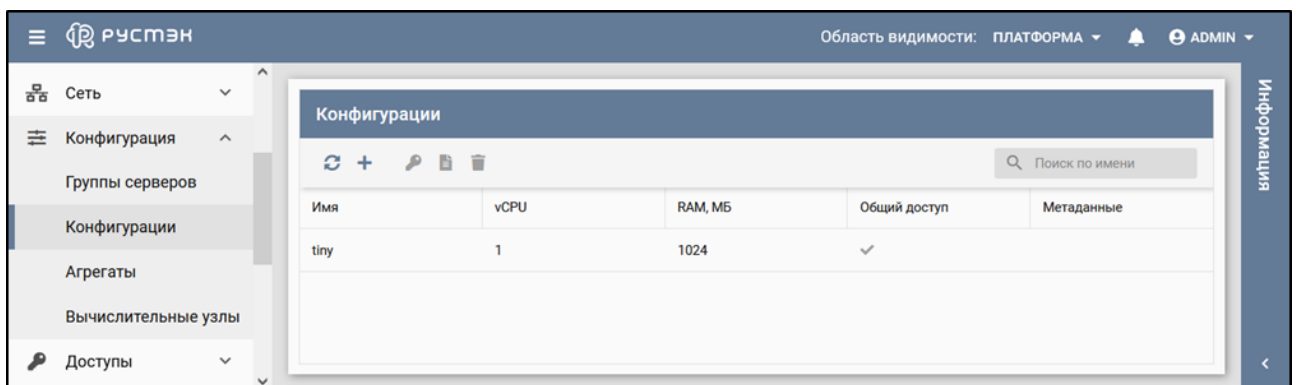 РУСТЭК
Область видимости: ПЛАТФОРМА
ADMIN
Сеть
Конфигурация
Группы серверов
Конфигурации
Агрегаты
Вычислительные узлы
Доступы
Конфигурации
Поиск по имени
Имя vCPU RAM, МБ Общий доступ Метаданные
tiny 1 1024
Информация